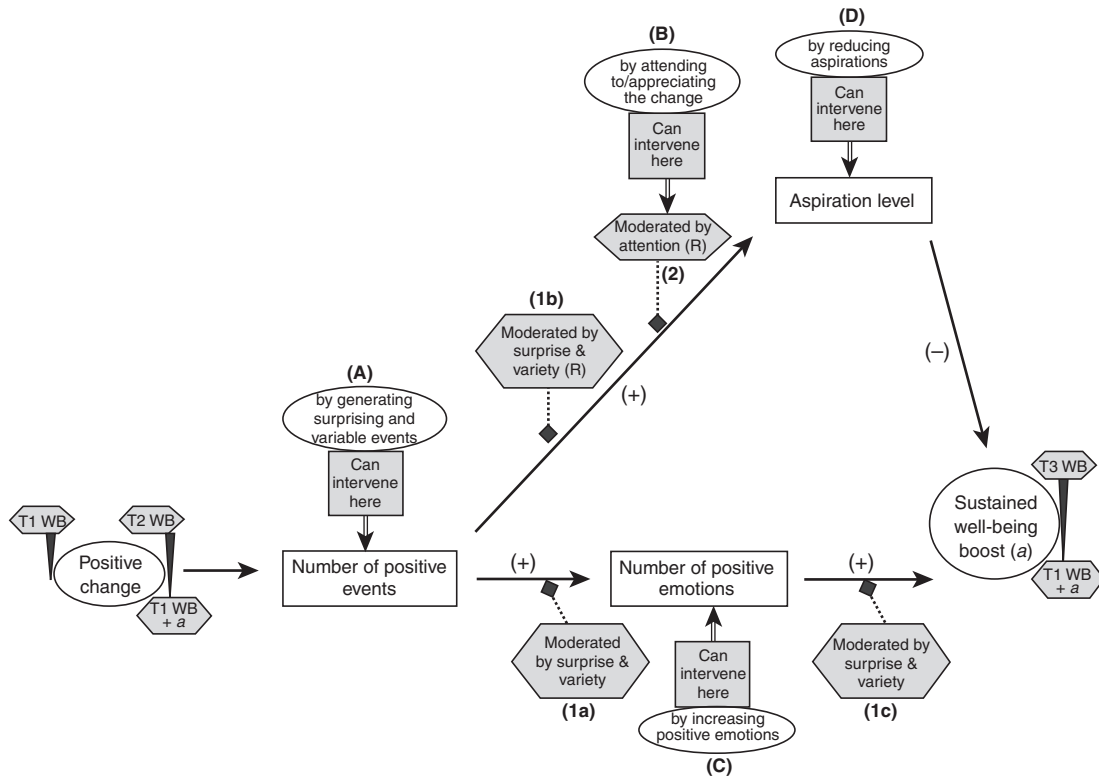 (B)
by attending
to/appreciating
the change
Can
intervene
here
Moderated by
attention (R)
(2)
(D)
by reducing
aspirations
Can
intervene
here
Aspiration level
(1b)
Moderated by
surprise &
variety (R)
(+)
(–)
(A)
by generating
surprising and
variable events
Can
intervene
here
T1 WB
T2 WB
Positive
change
T1 WB
+ a
Number of positive
events
(+)
Number of positive
emotions
(+)
T3 WB
Sustained
well-being
boost (a)
T1 WB
+ a
Moderated
by surprise &
variety
(1a)
Can
intervene
here
by increasing
positive emotions
(C)
Moderated by
surprise &
variety
(1c)